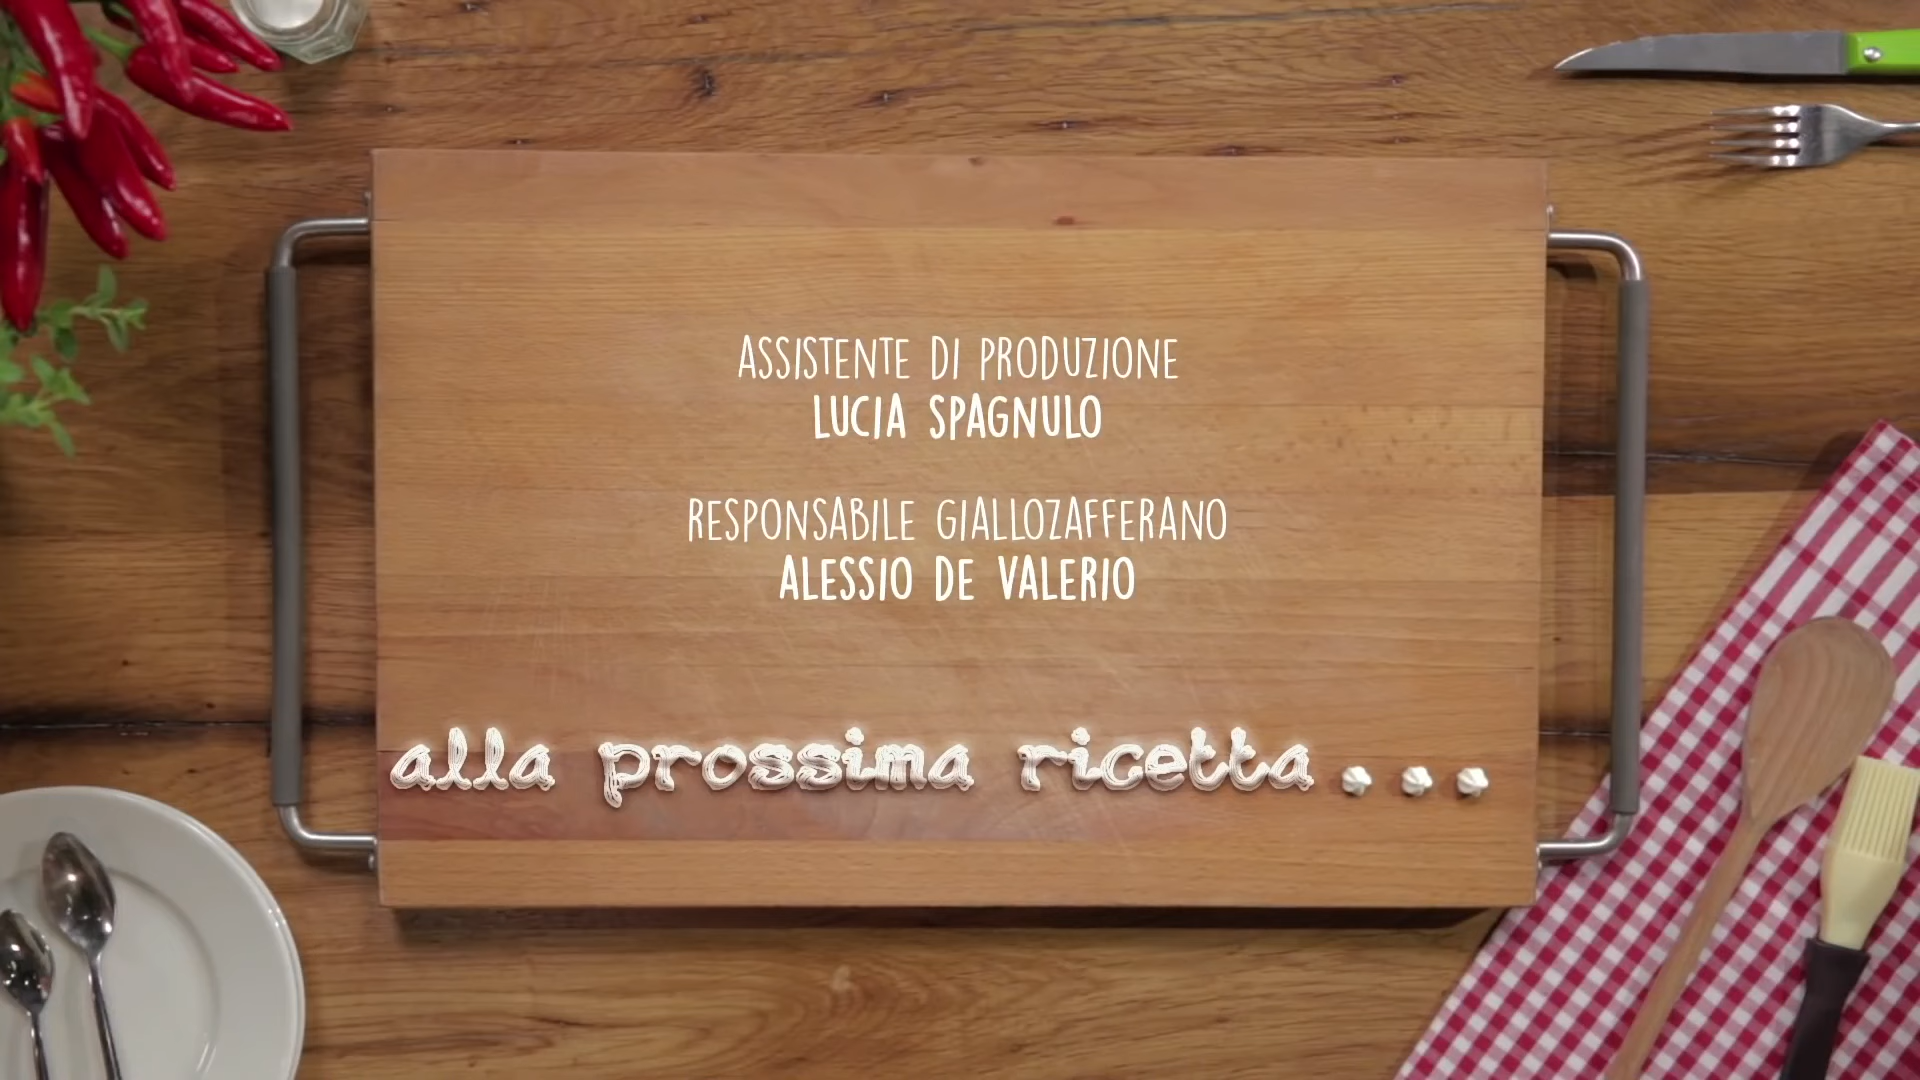 ASSISTENTE DI PRODUZIONE
LUCIA SPAGNULO
RESPONSABILE GIALLOZAFFERANO
ALESSIO DE VALERIO
alla prossima ricetta...